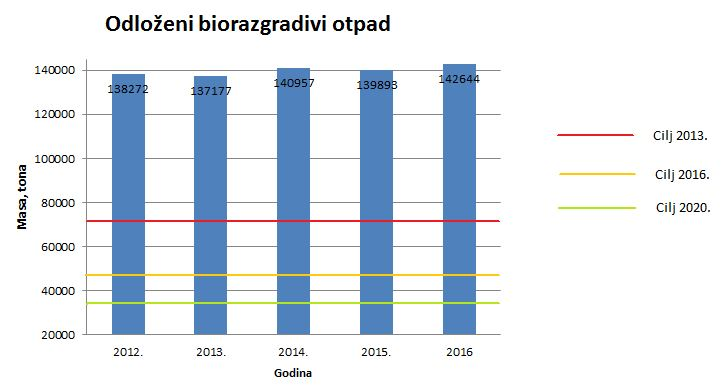 Odloženi biorazgradivi otpad
140000
120000
100000
80000
60000
40000
20000
Masa, tona
138272
137177
140957
139893
142644
2012.
2013.
2014.
2015.
2016
Godina
Cilj 2013.
Cilj 2016.
Cilj 2020.